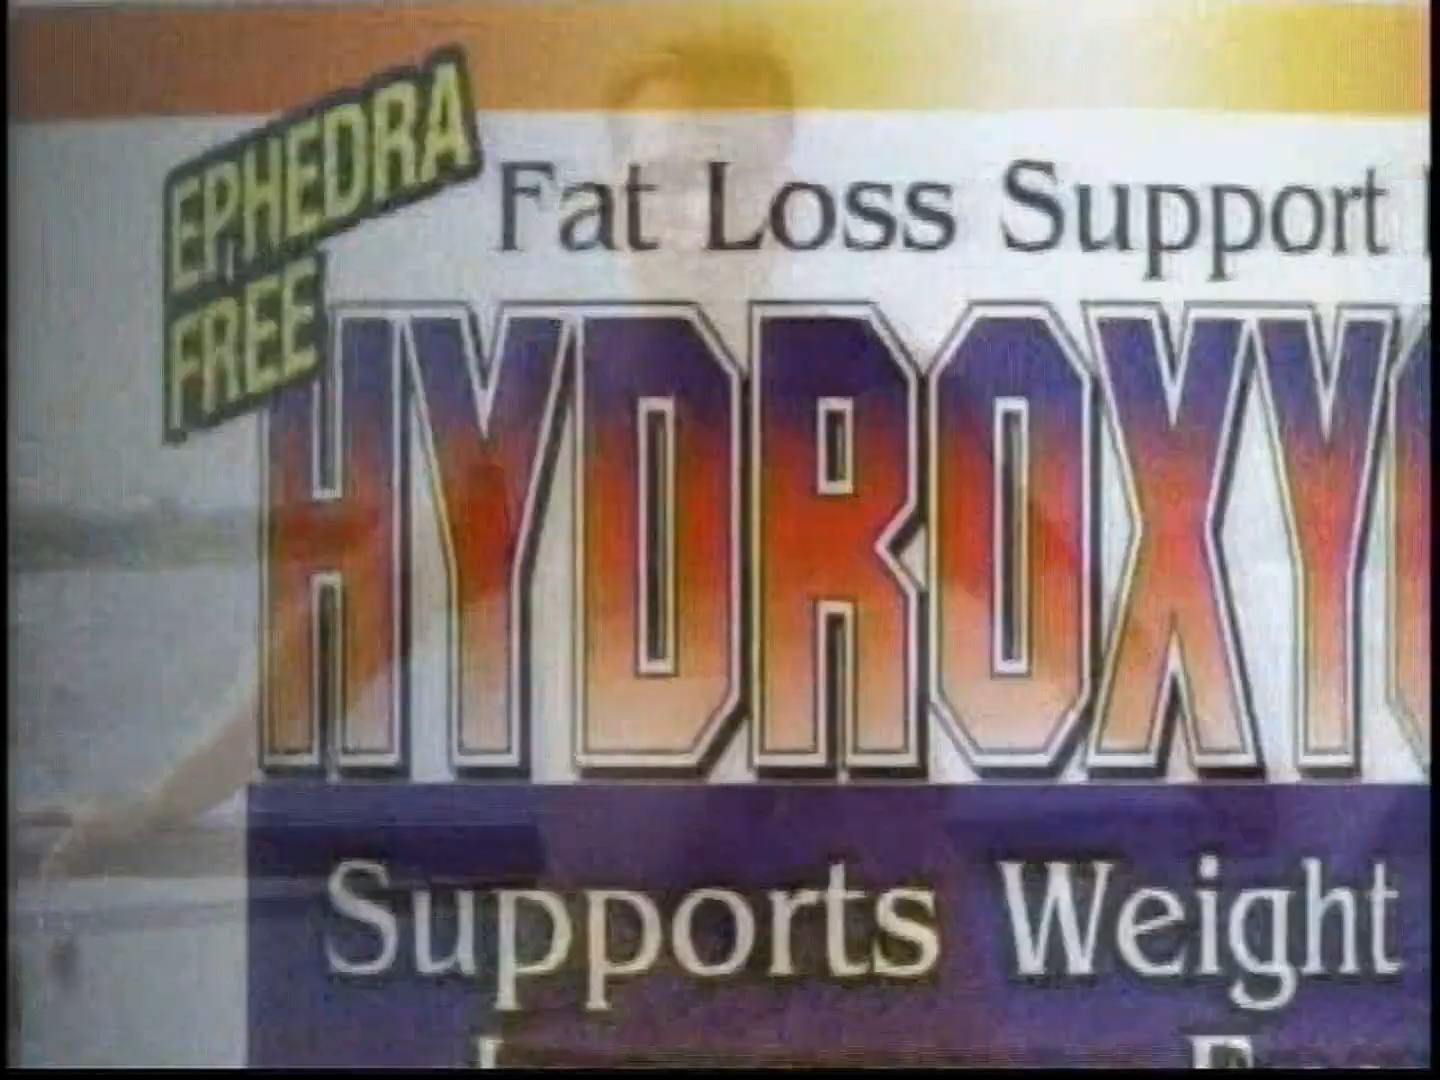 EPHEDRA
FREE
Fat Loss Support
HYDROXY
Supports Weight